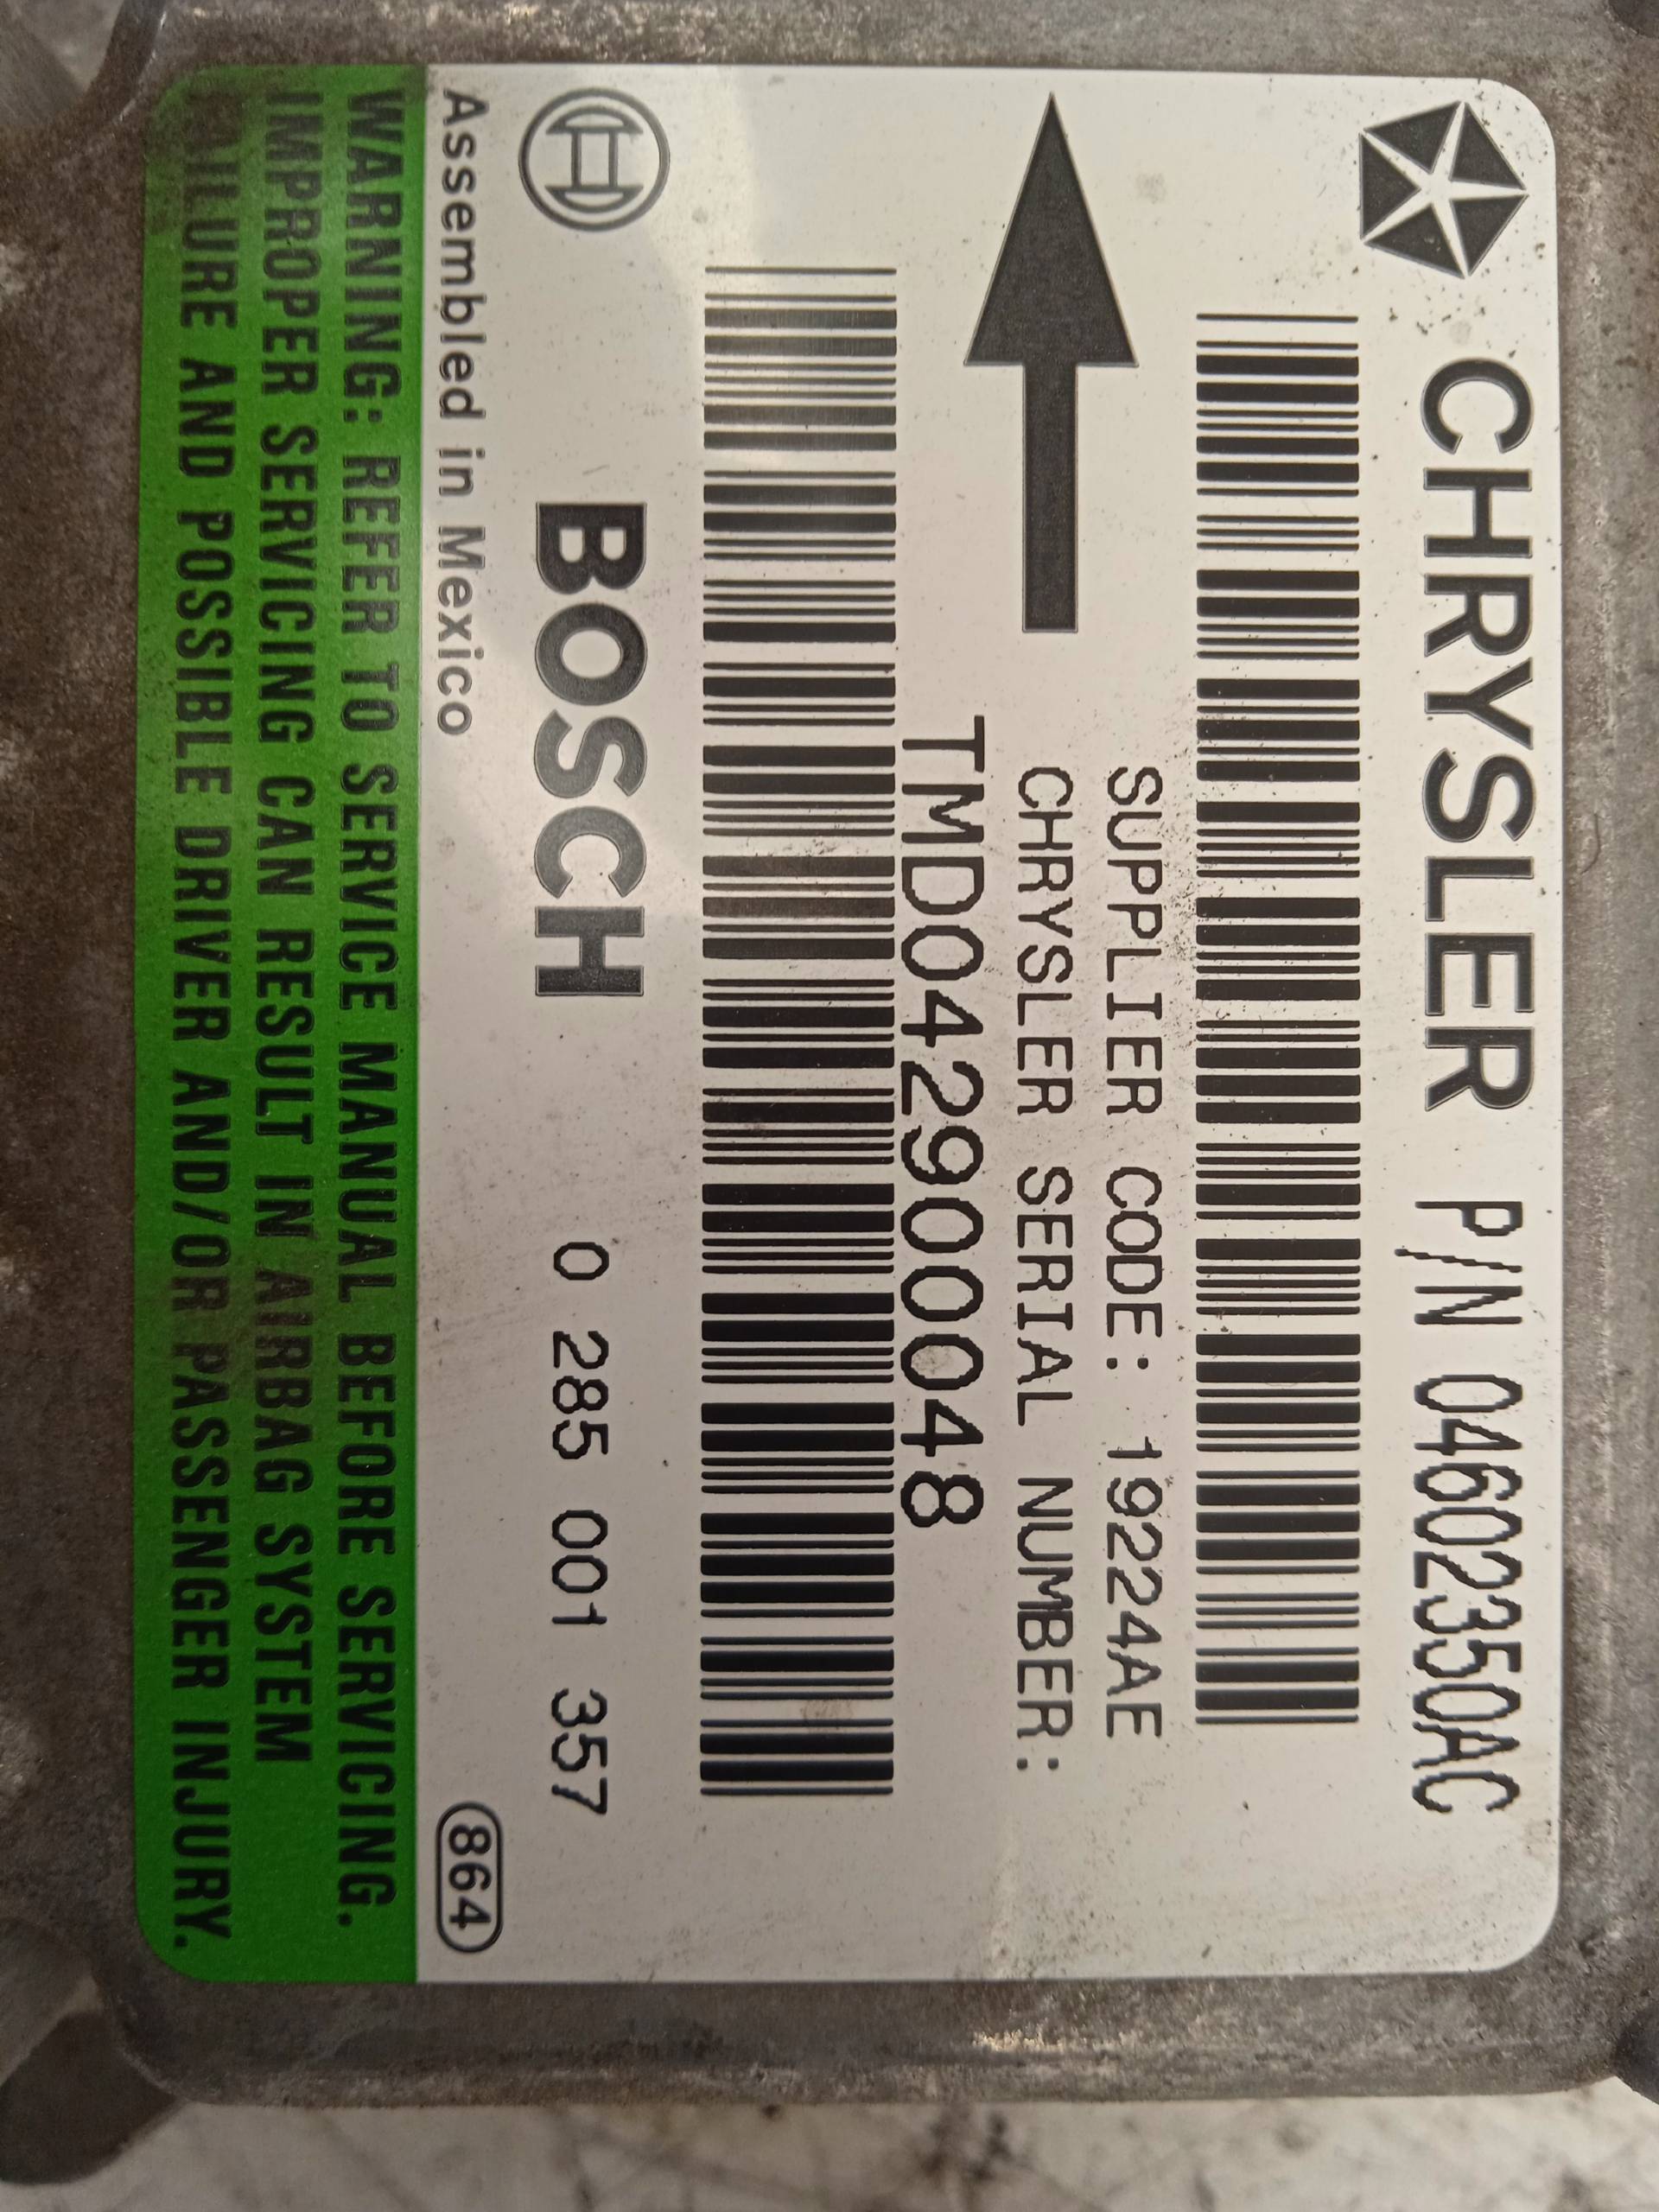 CHRYSLER P/N 04602350AC
SUPPLIER CODE: 19224AE
CHRYSLER SERIAL NUMBER:
TMD042900048
BOSCH 0 285 001 357
Assembled in Mexico 864
WARNING: REFER TO SERVICE MANUAL BEFORE SERVICING.
IMPROPER SERVICING CAN RESULT IN AIRBAG SYSTEM
FAILURE AND POSSIBLE DRIVER AND/OR PASSENGER INJURY.